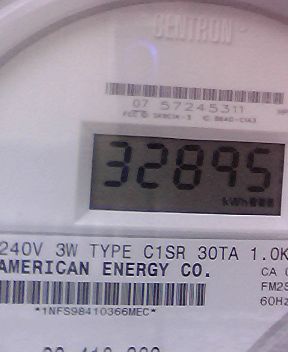 CENTRON
07 57245311
32895
kWh
240V 3W TYPE C1SR 30TA 1.0K
AMERICAN ENERGY CO.
CA
FM2S
60Hz
*1NFS98410366MEC*